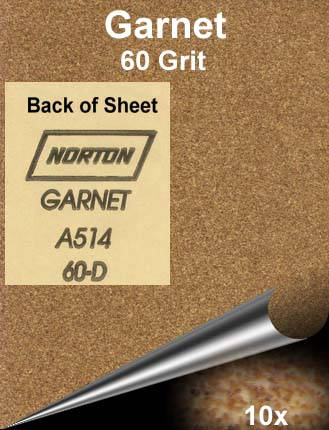 Garnet
60 Grit
Back of Sheet
NORTON
GARNET
A514
60-D
10x